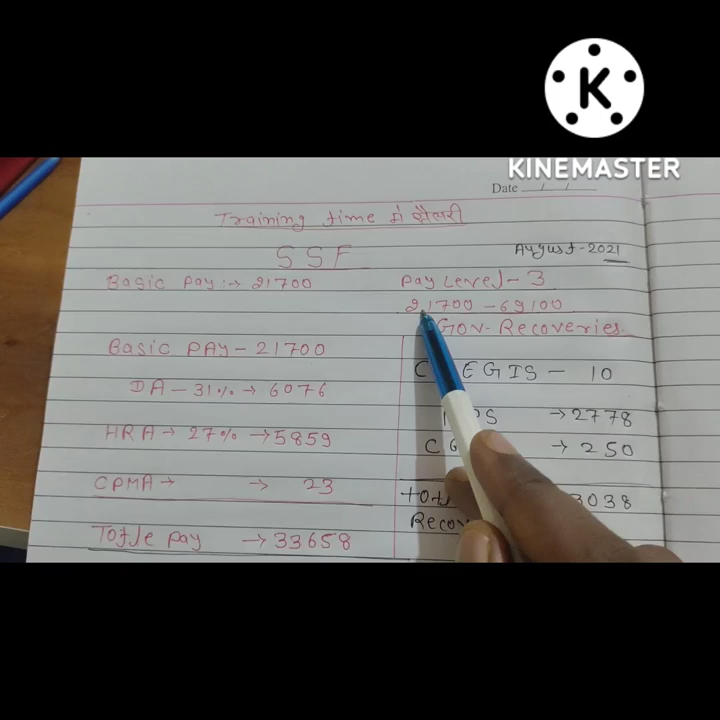 KINEMASTER
Date
Training time में सैलरी
SSF
August-2021
Basic Pay:→ 21700
Pay Level - 3
21700 - 69100
Gov. Recoveries.
Basic PAY - 21700
EGIS - 10
DA - 31% → 6076
→ 2778
HRA → 27% → 5859
→ 250
CPMA → → 23
3038
Totle pay → 33658